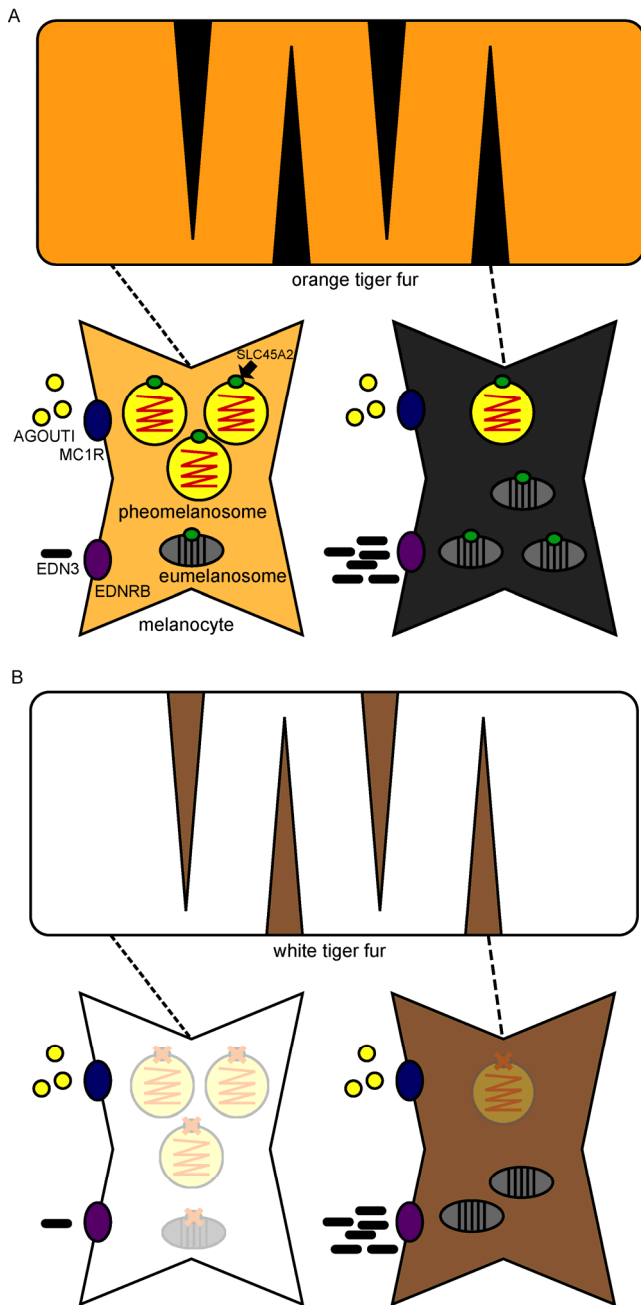 A
orange tiger fur
SLC45A2
AGOUTI
MC1R
pheomelanosome
EDN3
eumelanosome
EDNRB
melanocyte
B
white tiger fur